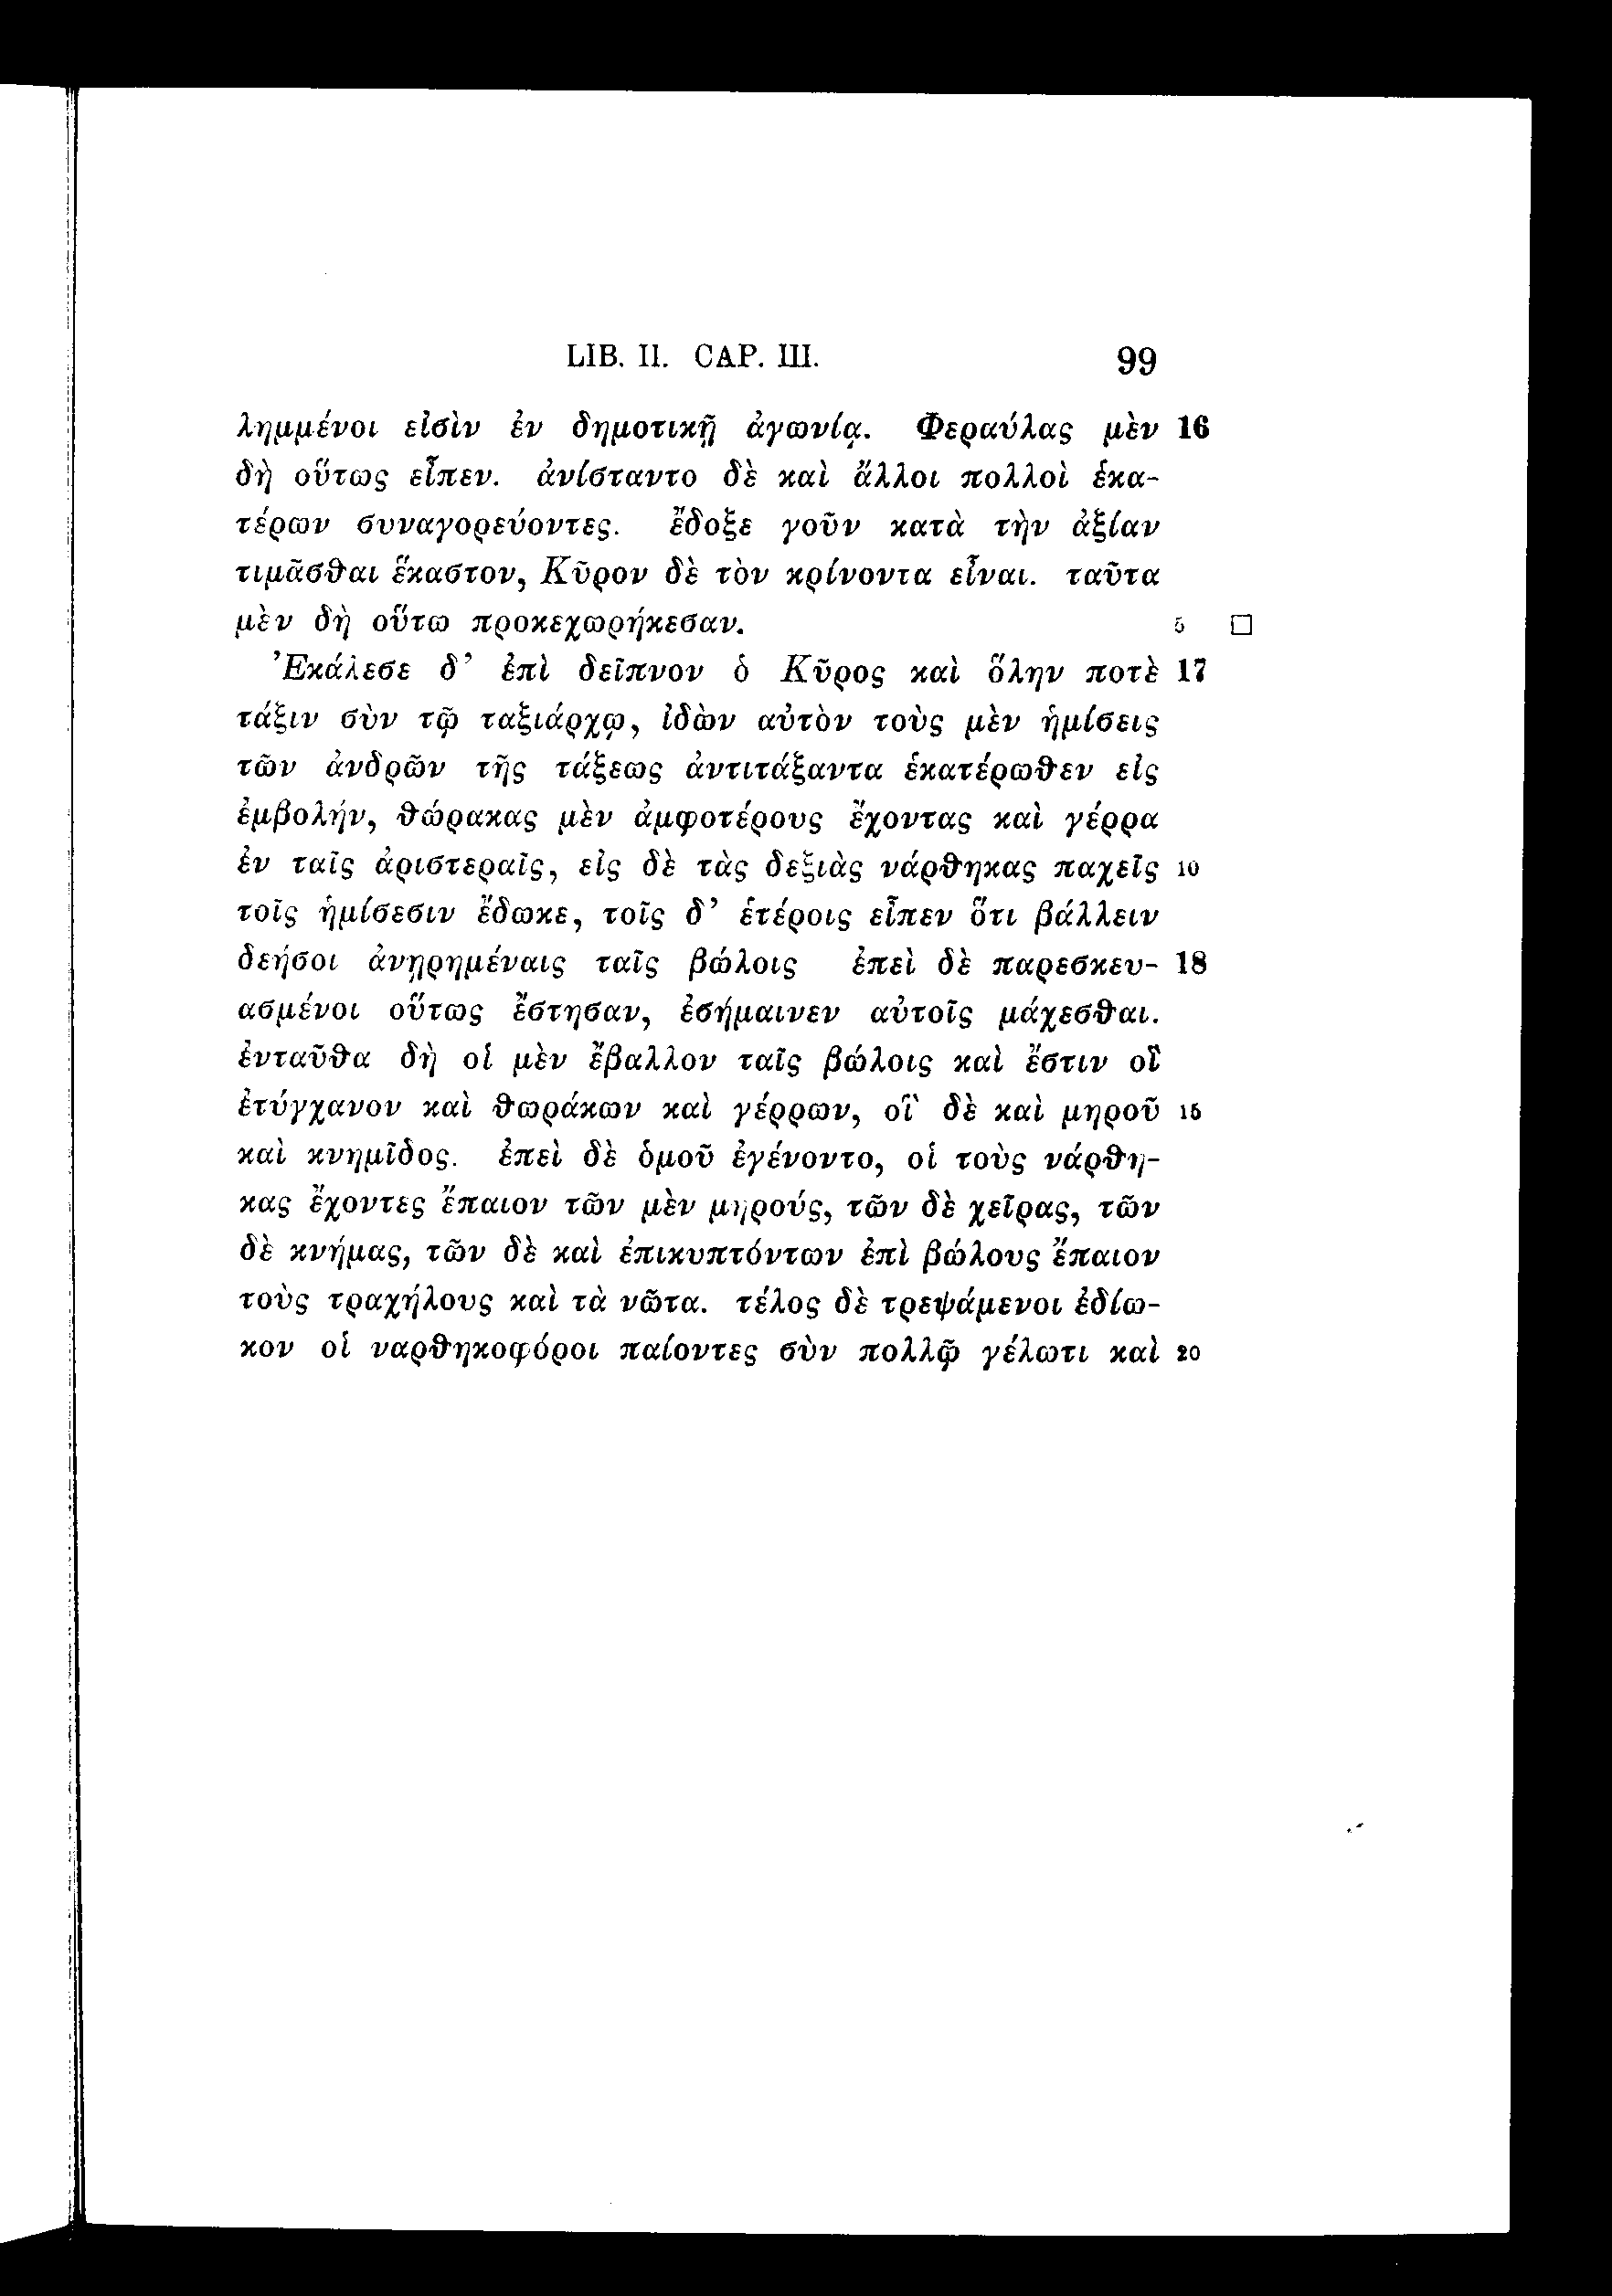 LIB. II. CAP. III. 99
λημμένοι εἰσὶν ἐν δημοτικῇ ἀγωνίᾳ. Φεραύλας μὲν 16
δὴ οὕτως εἶπεν. ἀνίσταντο δὲ καὶ ἄλλοι πολλοὶ ἑκα-
τέρων συναγορεύοντες. ἔδοξε γοῦν κατὰ τὴν ἀξίαν
τιμᾶσθαι ἕκαστον, Κῦρον δὲ τὸν κρίνοντα εἶναι. ταῦτα
μὲν δὴ οὕτω προκεχωρήκεσαν. 5
Ἐκάλεσε δ’ ἐπὶ δεῖπνον ὁ Κῦρος καὶ ὅλην ποτὲ 17
τάξιν σὺν τῷ ταξιάρχῳ, ἰδὼν αὐτὸν τοὺς μὲν ἡμίσεις
τῶν ἀνδρῶν τῆς τάξεως ἀντιτάξαντα ἑκατέρωθεν εἰς
ἐμβολήν, θώρακας μὲν ἀμφοτέρους ἔχοντας καὶ γέρρα
ἐν ταῖς ἀριστεραῖς, εἰς δὲ τὰς δεξιὰς νάρθηκας παχεῖς 10
τοῖς ἡμίσεσιν ἔδωκε, τοῖς δ’ ἑτέροις εἶπεν ὅτι βάλλειν
δεήσοι ἀνῃρημέναις ταῖς βώλοις ἐπεὶ δὲ παρεσκευ- 18
ασμένοι οὕτως ἔστησαν, ἐσήμαινεν αὐτοῖς μάχεσθαι.
ἐνταῦθα δὴ οἱ μὲν ἔβαλλον ταῖς βώλοις καὶ ἔστιν οἳ
ἐτύγχανον καὶ θωράκων καὶ γέρρων, οἳ δὲ καὶ μηροῦ 15
καὶ κνημῖδος. ἐπεὶ δὲ ὁμοῦ ἐγένοντο, οἱ τοὺς νάρθη-
κας ἔχοντες ἔπαιον τῶν μὲν μηρούς, τῶν δὲ χεῖρας, τῶν
δὲ κνήμας, τῶν δὲ καὶ ἐπικυπτόντων ἐπὶ βώλους ἔπαιον
τοὺς τραχήλους καὶ τὰ νῶτα. τέλος δὲ τρεψάμενοι ἐδίω-
κον οἱ ναρθηκοφόροι παίοντες σὺν πολλῷ γέλωτι καὶ 20